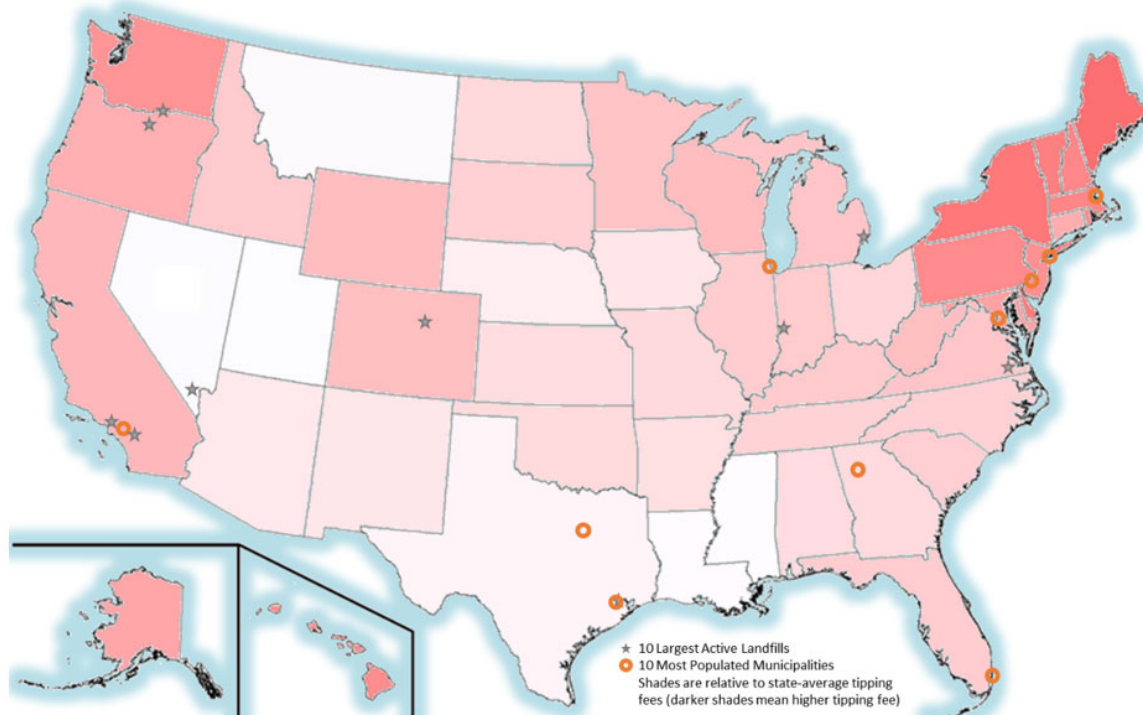 10 Largest Active Landfills
10 Most Populated Municipalities
Shades are relative to state-average tipping
fees (darker shades mean higher tipping fee)